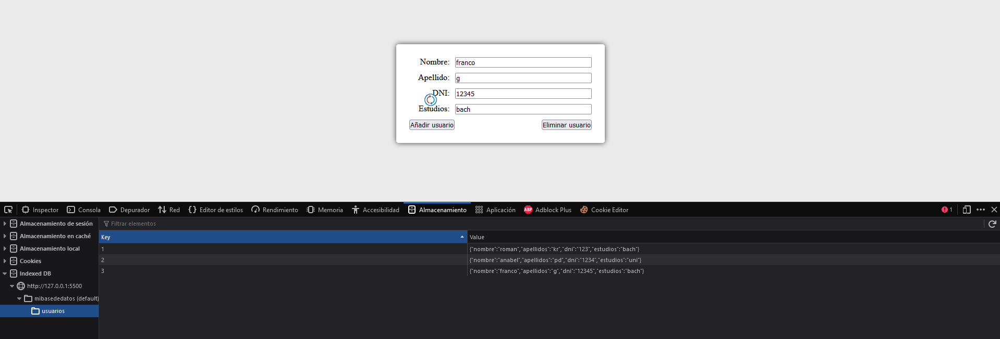 Nombre: franco
Apellido: g
DNI: 12345
Estudios: bach
Añadir usuario Eliminar usuario
Inspector Consola Depurador Red Editor de estilos Rendimiento Memoria Accesibilidad Almacenamiento Aplicación ABP Adblock Plus Cookie Editor 1
Almacenamiento de sesión
Almacenamiento en caché
Almacenamiento local
Cookies
Indexed DB
http://127.0.0.1:5500
mibasededatos (default)
usuarios
Filtrar elementos
Key Value
1 {"nombre":"roman","apellidos":"kr","dni":"123","estudios":"bach"}
2 {"nombre":"anabel","apellidos":"pd","dni":"1234","estudios":"uni"}
3 {"nombre":"franco","apellidos":"g","dni":"12345","estudios":"bach"}